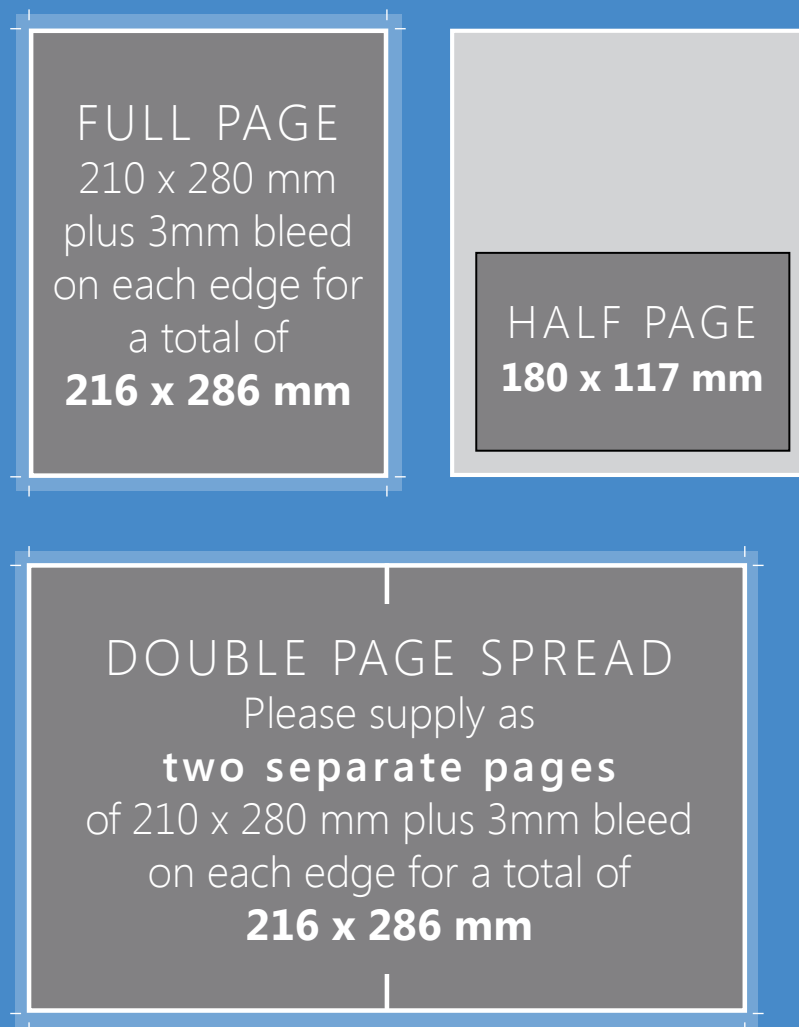 FULL PAGE
210 x 280 mm
plus 3mm bleed
on each edge for
a total of
216 x 286 mm
HALF PAGE
180 x 117 mm
DOUBLE PAGE SPREAD
Please supply as
two separate pages
of 210 x 280 mm plus 3mm bleed
on each edge for a total of
216 x 286 mm